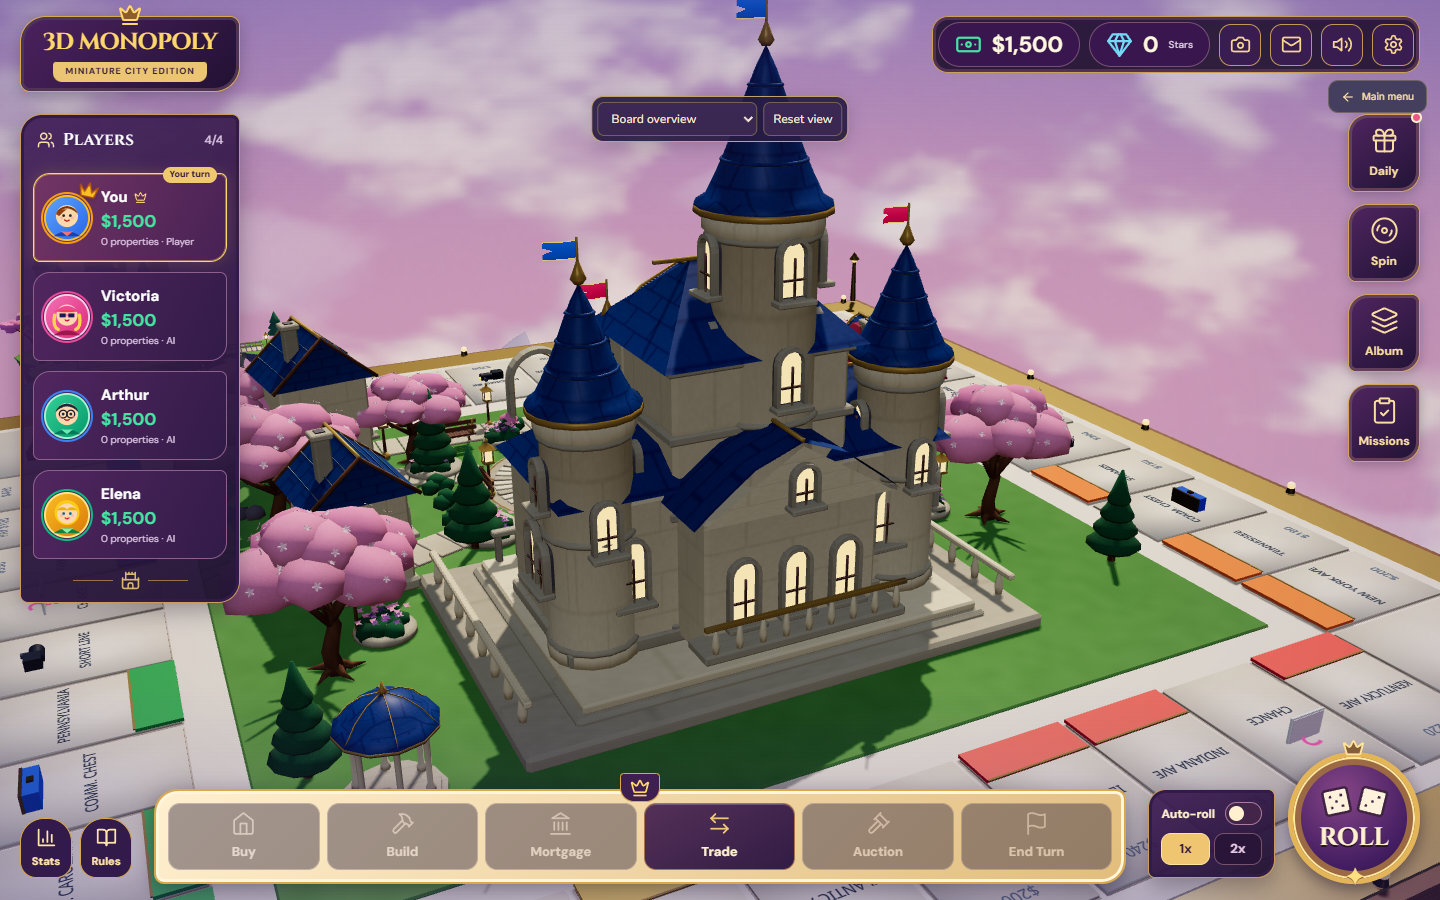 3D MONOPOLY
MINIATURE CITY EDITION
$1,500
0 Stars
Main menu
Board overview
Reset view
PLAYERS
4/4
Your turn
You
$1,500
0 properties · Player
Victoria
$1,500
0 properties · AI
Arthur
$1,500
0 properties · AI
Elena
$1,500
0 properties · AI
Daily
Spin
Album
Missions
COMM. CHEST
TENNESSEE
$180
NEW YORK AVE
$200
KENTUCKY AVE
CHANCE
INDIANA AVE
SHORT LINE
PENNSYLVANIA
COMM. CHEST
Stats
Rules
Buy
Build
Mortgage
Trade
Auction
End Turn
Auto-roll
1x
2x
ROLL